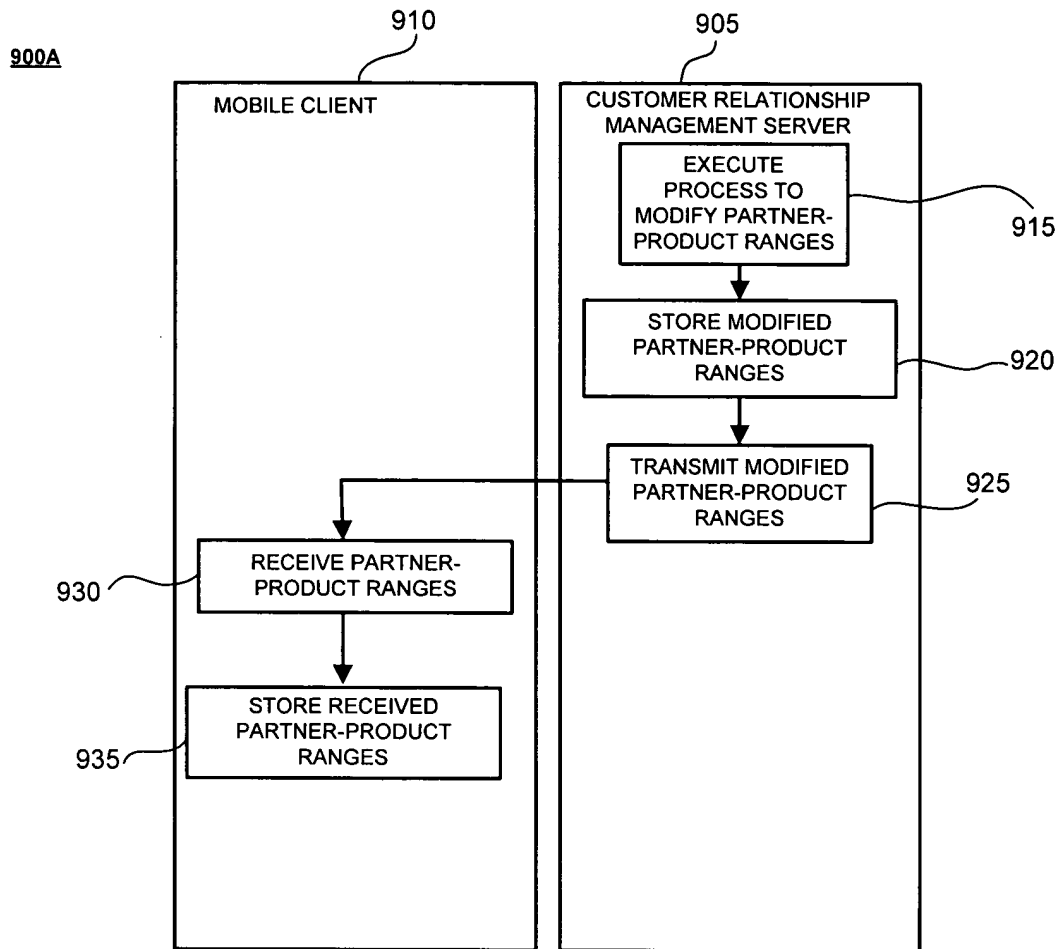 900A
910
905
MOBILE CLIENT
CUSTOMER RELATIONSHIP
MANAGEMENT SERVER
EXECUTE
PROCESS TO
MODIFY PARTNER-
PRODUCT RANGES
915
STORE MODIFIED
PARTNER-PRODUCT
RANGES
920
TRANSMIT MODIFIED
PARTNER-PRODUCT
RANGES
925
RECEIVE PARTNER-
PRODUCT RANGES
930
STORE RECEIVED
PARTNER-PRODUCT
RANGES
935